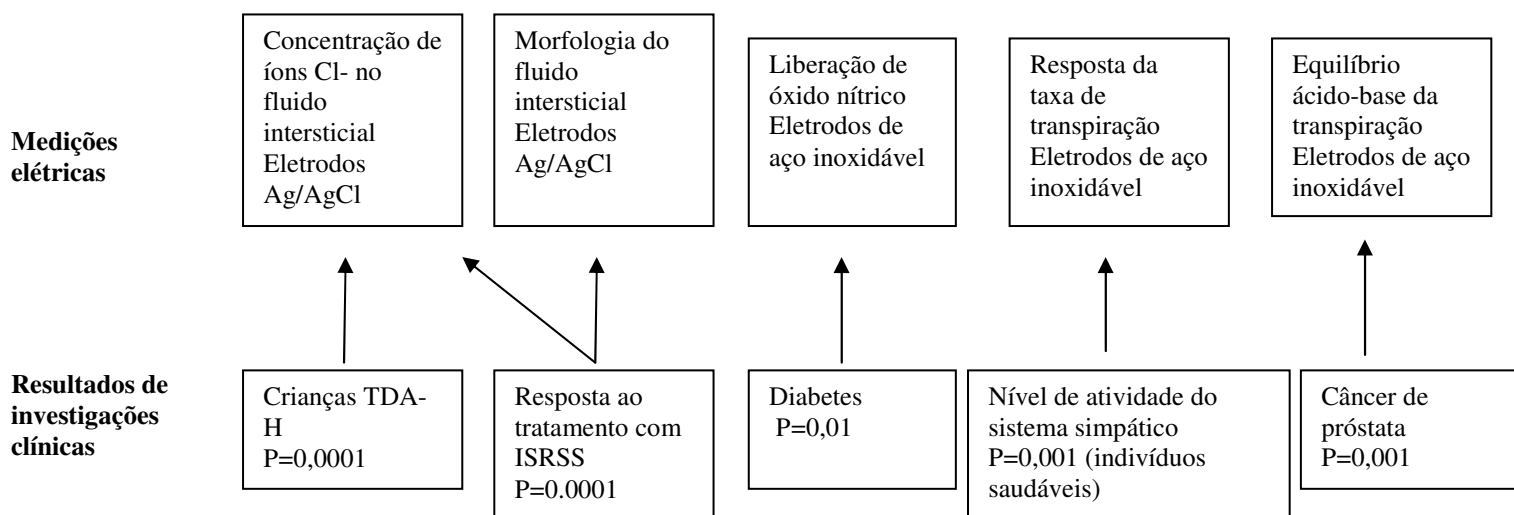 Medições
elétricas
Concentração de
íons Cl- no
fluido
intersticial
Eletrodos
Ag/AgCl
Morfologia do
fluido
intersticial
Eletrodos
Ag/AgCl
Liberação de
óxido nítrico
Eletrodos de
aço inoxidável
Resposta da
taxa de
transpiração
Eletrodos de aço
inoxidável
Equilíbrio
ácido-base da
transpiração
Eletrodos de aço
inoxidável
Resultados de
investigações
clínicas
Crianças TDA-
H
P=0,0001
Resposta ao
tratamento com
ISRSS
P=0.0001
Diabetes
P=0,01
Nível de atividade do
sistema simpático
P=0,001 (indivíduos
saudáveis)
Câncer de
próstata
P=0,001